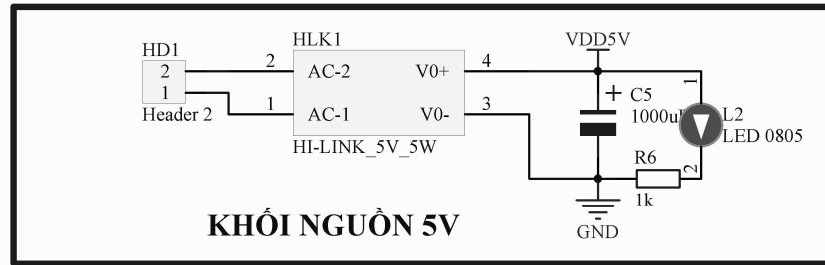 HD1
2
1
Header 2
2
1
HLK1
AC-2
V0+
AC-1
V0-
HI-LINK_5V_5W
4
3
VDD5V
+
C5
1000u
1
L2
LED 0805
2
R6
1k
GND
KHỐI NGUỒN 5V